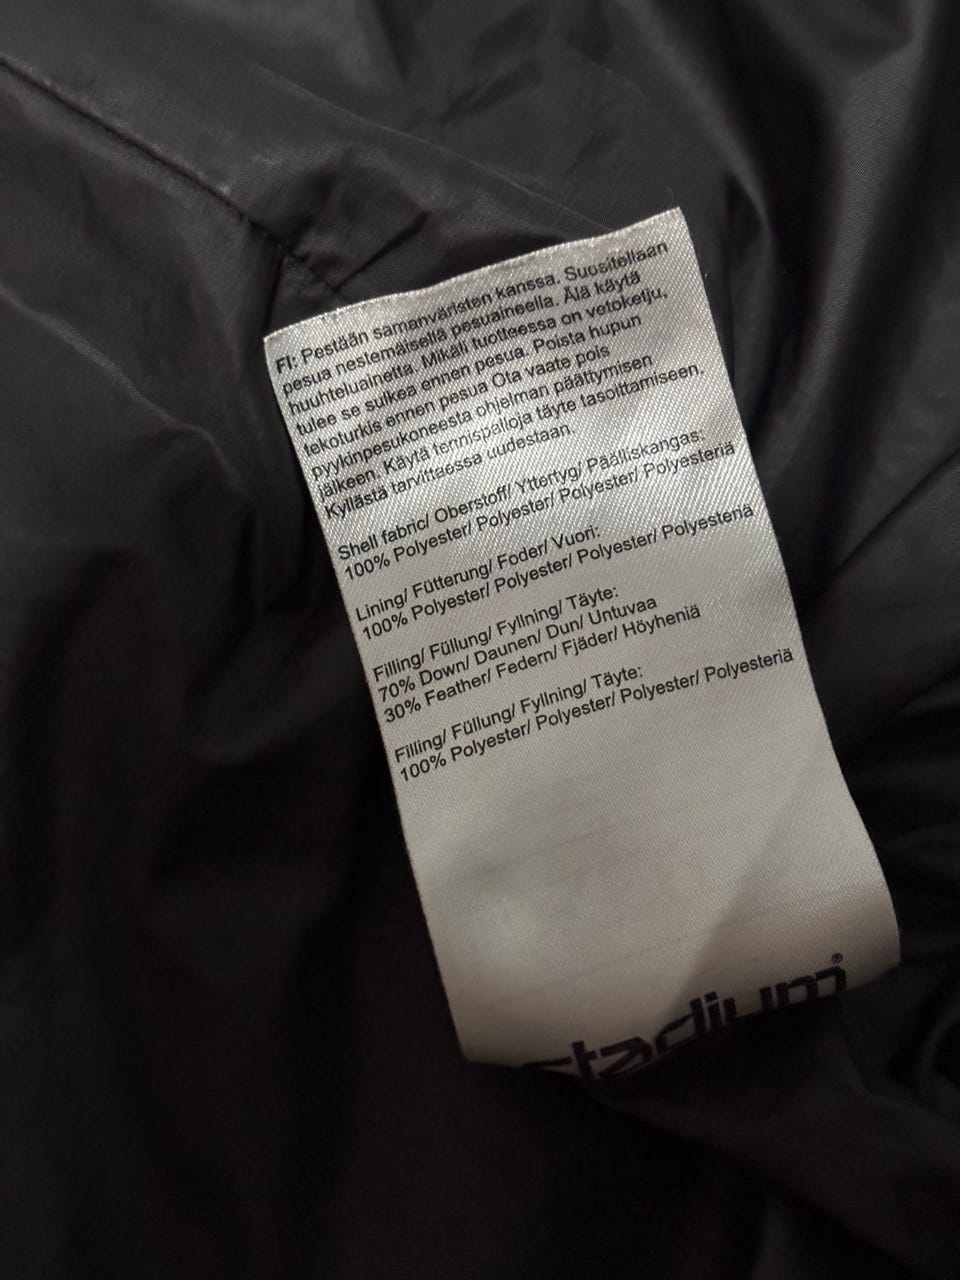 FI: Pestään samanväristen kanssa. Suositellaan
pesua nestemäisellä pesuaineella. Älä käytä
huuhteluainetta. Mikäli tuotteessa on vetoketju,
tulee se sulkea ennen pesua. Poista hupun
tekoturkis ennen pesua Ota vaate pois
pyykinpesukoneesta ohjelman päättymisen
jälkeen. Käytä tennispalloja täyte tasoittamiseen.
Kyllästä tarvittaessa uudestaan.
Shell fabric/ Oberstoff/ Yttertyg/ Päälliskangas:
100% Polyester/ Polyester/ Polyester/ Polyesteriä
Lining/ Fütterung/ Foder/ Vuori:
100% Polyester/ Polyester/ Polyester/ Polyesteriä
Filling/ Füllung/ Fyllning/ Täyte:
70% Down/ Daunen/ Dun/ Untuvaa
30% Feather/ Federn/ Fjäder/ Höyheniä
Filling/ Füllung/ Fyllning/ Täyte:
100% Polyester/ Polyester/ Polyester/ Polyesteriä
stadium®